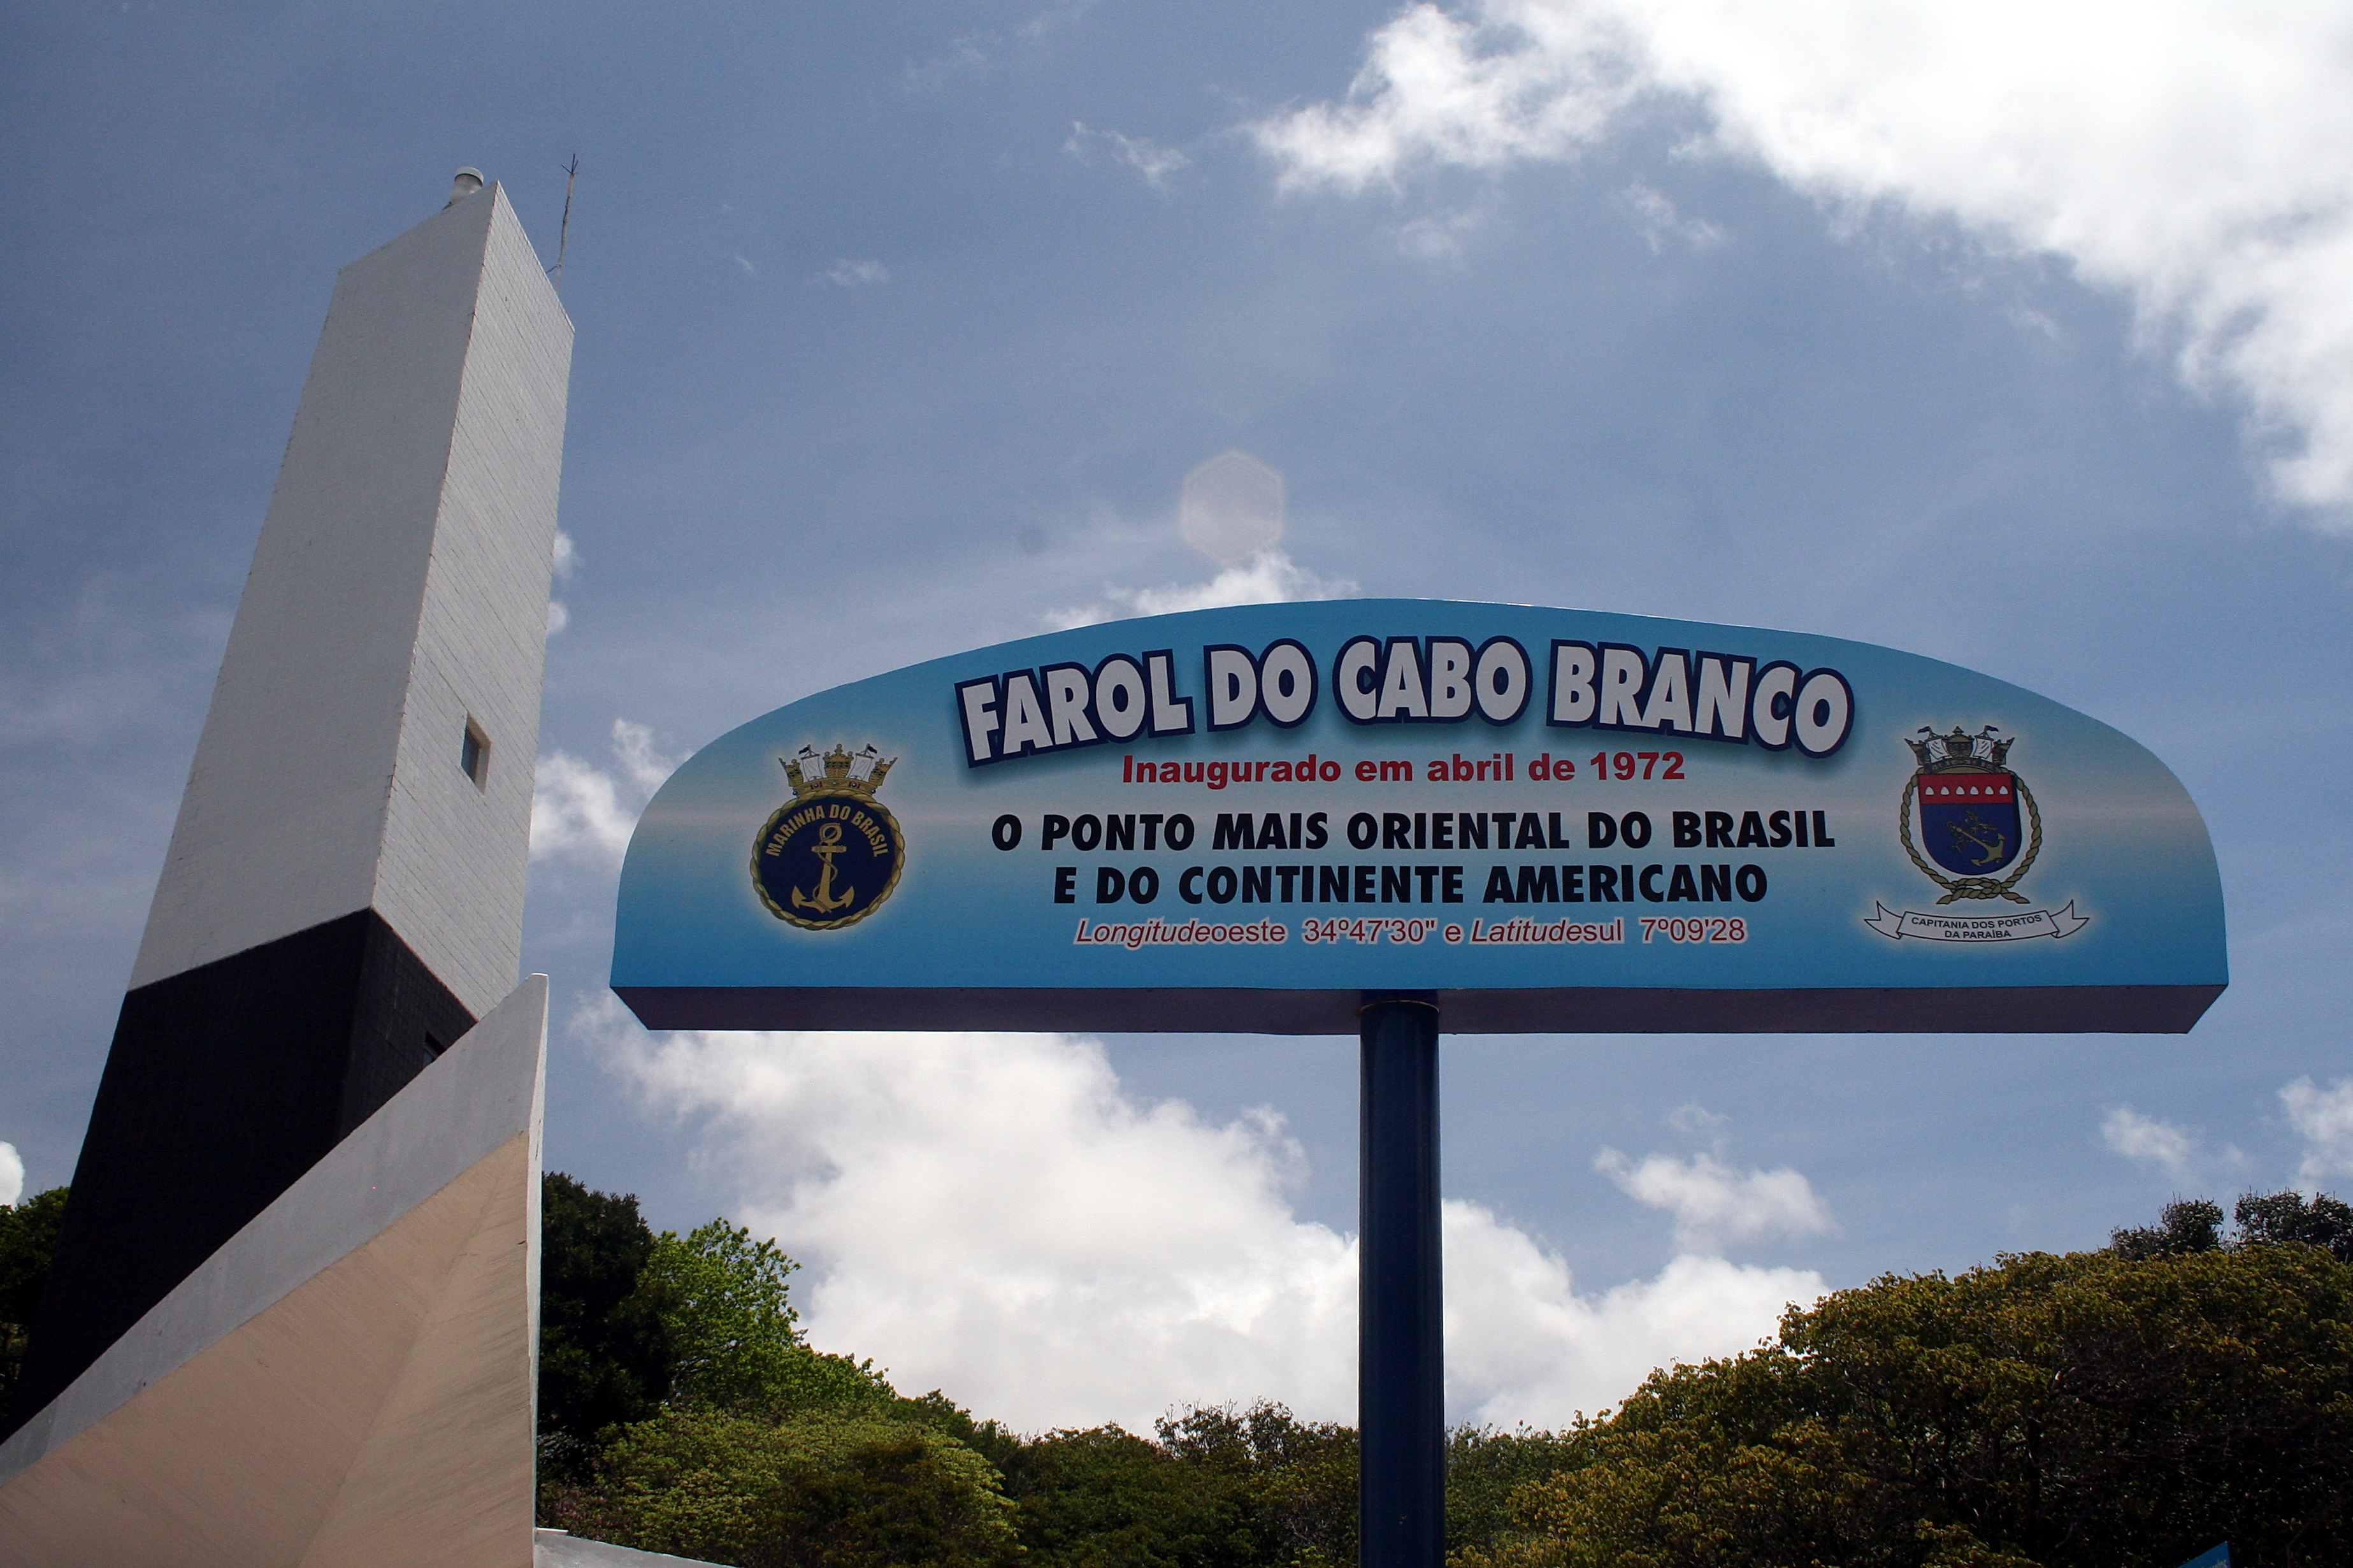 FAROL DO CABO BRANCO
Inaugurado em abril de 1972
O PONTO MAIS ORIENTAL DO BRASIL
E DO CONTINENTE AMERICANO
Longitudeoeste 34º47'30" e Latitudesul 7º09'28
MARINHA DO BRASIL
CAPITANIA DOS PORTOS
DA PARAÍBA